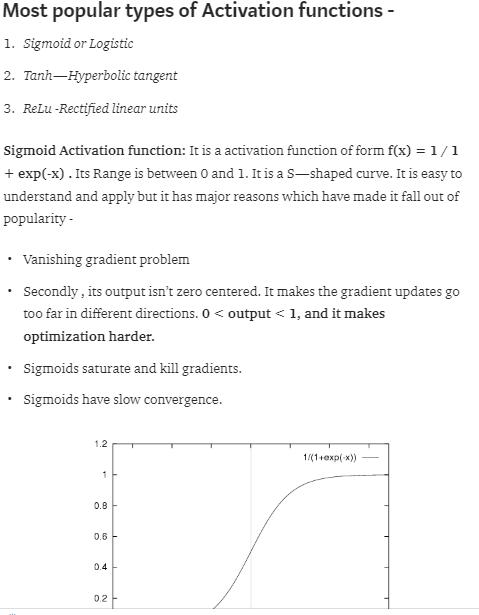 Most popular types of Activation functions -
1. Sigmoid or Logistic
2. Tanh—Hyperbolic tangent
3. ReLu -Rectified linear units
Sigmoid Activation function: It is a activation function of form f(x) = 1 / 1
+ exp(-x) . Its Range is between 0 and 1. It is a S—shaped curve. It is easy to
understand and apply but it has major reasons which have made it fall out of
popularity -
• Vanishing gradient problem
• Secondly , its output isn’t zero centered. It makes the gradient updates go
too far in different directions. 0 < output < 1, and it makes
optimization harder.
• Sigmoids saturate and kill gradients.
• Sigmoids have slow convergence.
1.2
1/(1+exp(-x))
1
0.8
0.6
0.4
0.2